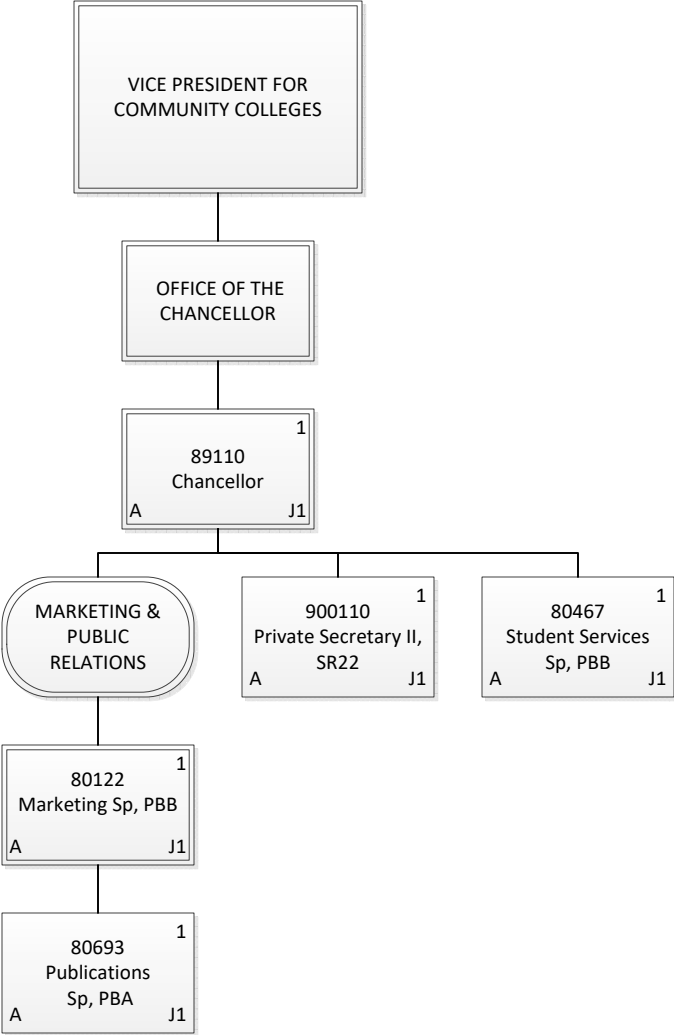 VICE PRESIDENT FOR
COMMUNITY COLLEGES
OFFICE OF THE
CHANCELLOR
1
89110
Chancellor
A J1
MARKETING &
PUBLIC
RELATIONS
1
900110
Private Secretary II,
SR22
A J1
1
80467
Student Services
Sp, PBB
A J1
1
80122
Marketing Sp, PBB
A J1
1
80693
Publications
Sp, PBA
A J1